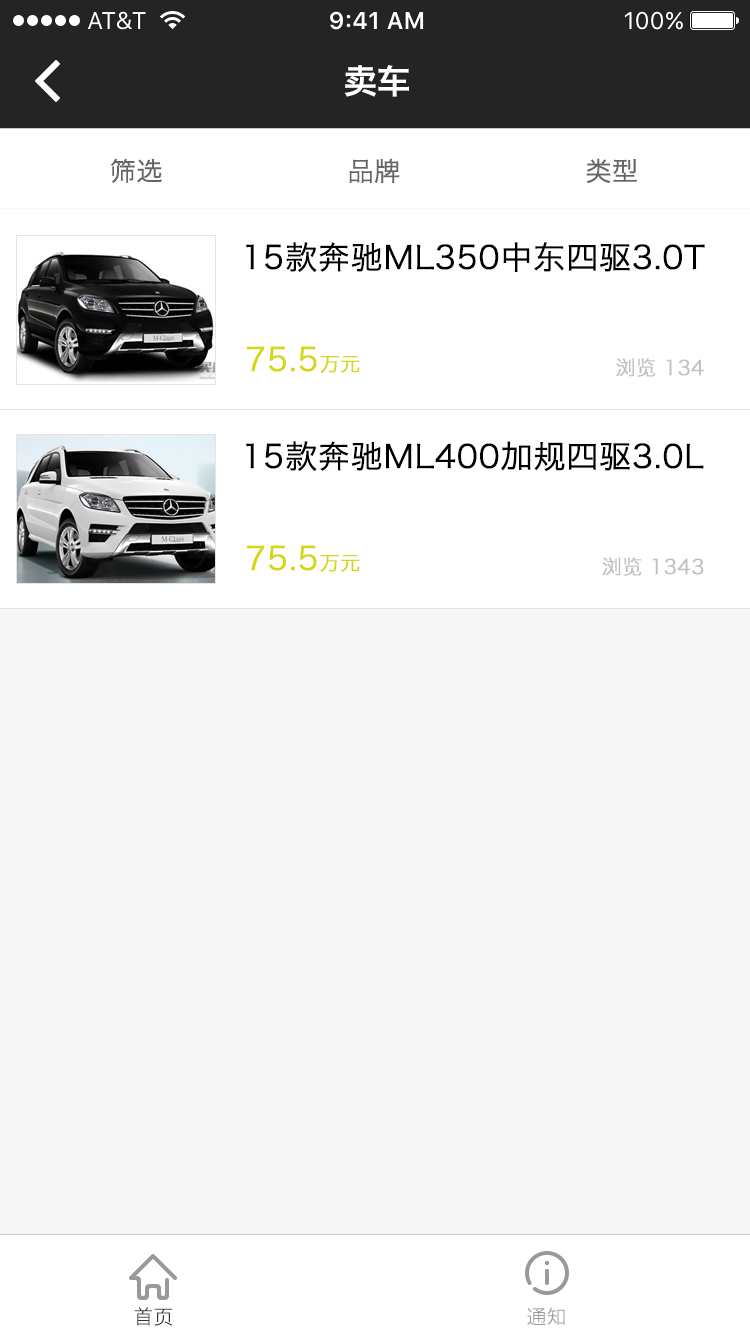 AT&T 9:41 AM 100%
卖车
筛选 品牌 类型
15款奔驰ML350中东四驱3.0T
M-Class
75.5万元 浏览 134
15款奔驰ML400加规四驱3.0L
M-Class
75.5万元 浏览 1343
首页 通知